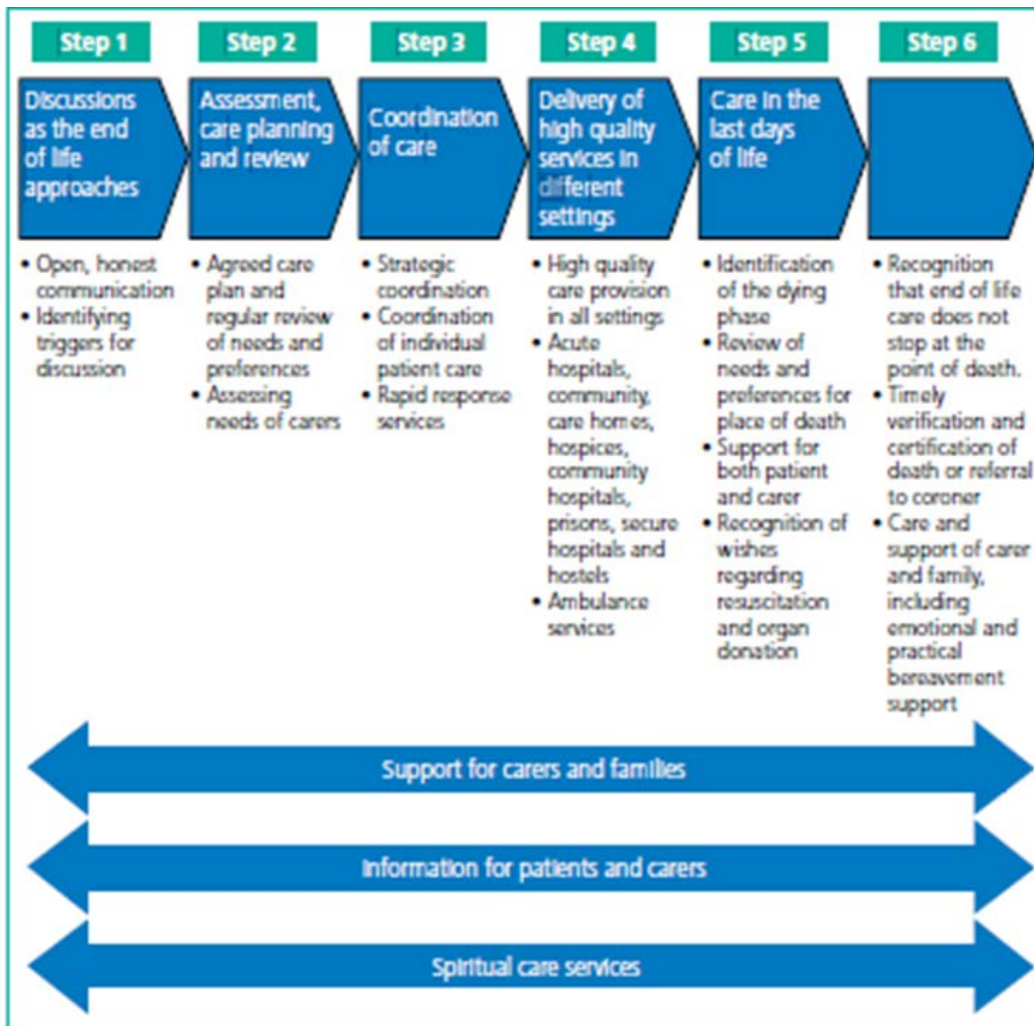 Step 1
Step 2
Step 3
Step 4
Step 5
Step 6
Discussions
as the end
of life
approaches
Assessment,
care planning
and review
Coordination
of care
Delivery of
high quality
services in
different
settings
Care in the
last days
of life
• Open, honest
communication
• Identifying
triggers for
discussion
• Agreed care
plan and
regular review
of needs and
preferences
• Assessing
needs of carers
• Strategic
coordination
• Coordination
of individual
patient care
• Rapid response
services
• High quality
care provision
in all settings
• Acute
hospitals,
community,
care homes,
hospices,
community
hospitals,
prisons, secure
hospitals and
hostels
• Ambulance
services
• Identification
of the dying
phase
• Review of
needs and
preferences for
place of death
• Support for
both patient
and carer
• Recognition of
wishes
regarding
resuscitation
and organ
donation
• Recognition
that end of life
care does not
stop at the
point of death.
• Timely
verification and
certification of
death or referral
to coroner
• Care and
support of carer
and family,
including
emotional and
practical
bereavement
support
Support for carers and families
Information for patients and carers
Spiritual care services